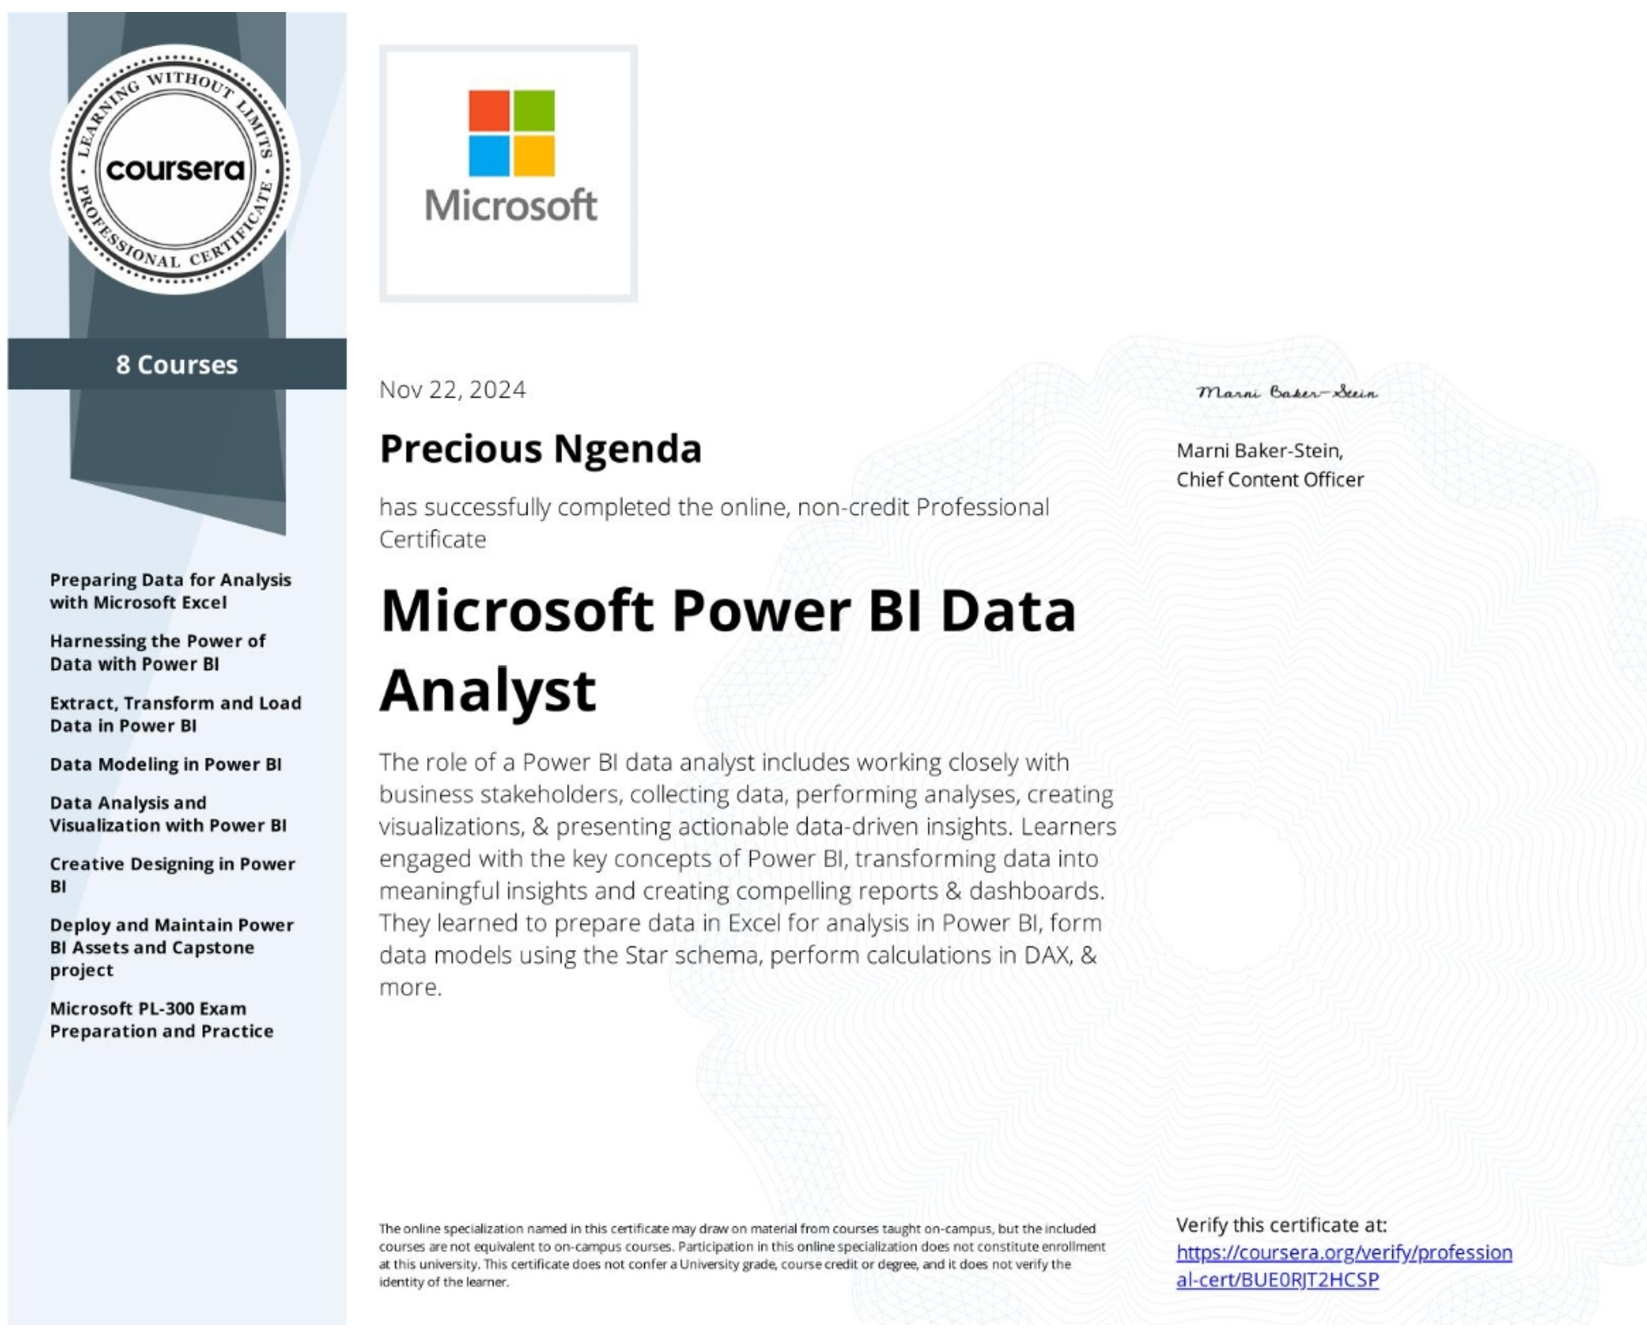 LEARNING WITHOUT LIMITS
coursera
PROFESSIONAL CERTIFICATE
8 Courses
Preparing Data for Analysis
with Microsoft Excel
Harnessing the Power of
Data with Power BI
Extract, Transform and Load
Data in Power BI
Data Modeling in Power BI
Data Analysis and
Visualization with Power BI
Creative Designing in Power
BI
Deploy and Maintain Power
BI Assets and Capstone
project
Microsoft PL-300 Exam
Preparation and Practice
Microsoft
Nov 22, 2024
Precious Ngenda
has successfully completed the online, non-credit Professional
Certificate
Microsoft Power BI Data
Analyst
The role of a Power BI data analyst includes working closely with
business stakeholders, collecting data, performing analyses, creating
visualizations, & presenting actionable data-driven insights. Learners
engaged with the key concepts of Power BI, transforming data into
meaningful insights and creating compelling reports & dashboards.
They learned to prepare data in Excel for analysis in Power BI, form
data models using the Star schema, perform calculations in DAX, &
more.
The online specialization named in this certificate may draw on material from courses taught on-campus, but the included
courses are not equivalent to on-campus courses. Participation in this online specialization does not constitute enrollment
at this university. This certificate does not confer a University grade, course credit or degree, and it does not verify the
identity of the learner.
Marni Baker-Stein
Marni Baker-Stein,
Chief Content Officer
Verify this certificate at:
https://coursera.org/verify/profession
al-cert/BUE0RJT2HCSP